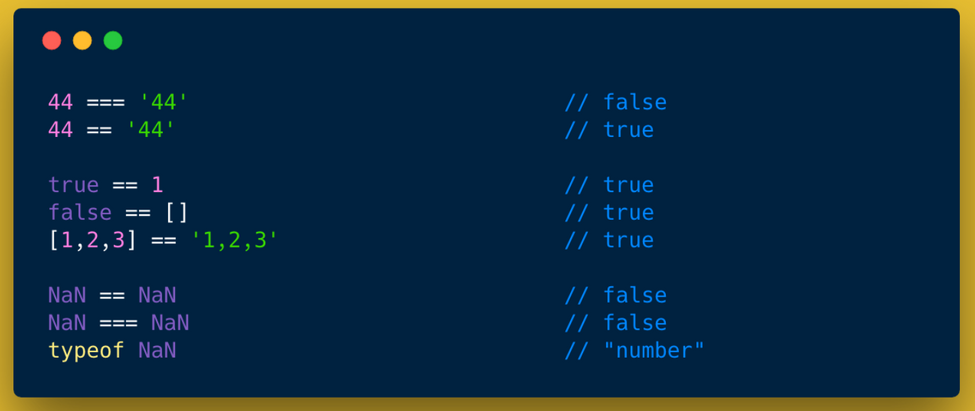 44 === '44' // false
44 == '44' // true
true == 1 // true
false == [] // true
[1,2,3] == '1,2,3' // true
NaN == NaN // false
NaN === NaN // false
typeof NaN // "number"